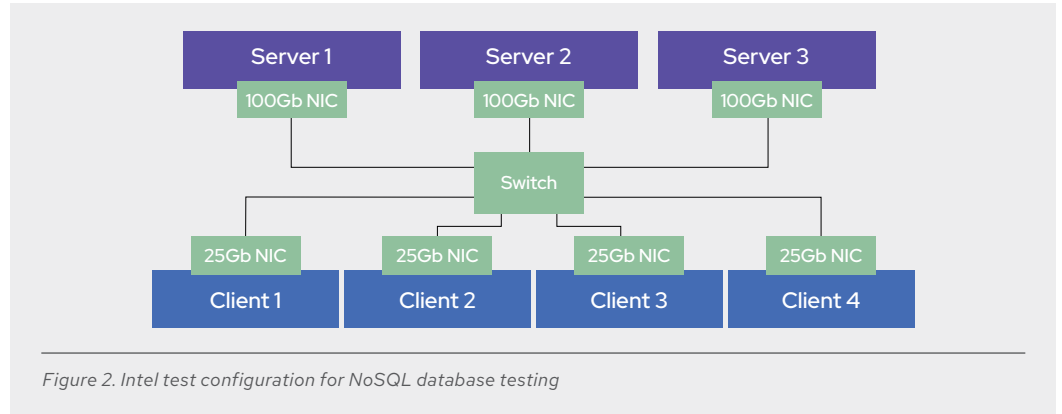 Server 1
Server 2
Server 3
100Gb NIC
100Gb NIC
100Gb NIC
Switch
25Gb NIC
25Gb NIC
25Gb NIC
25Gb NIC
Client 1
Client 2
Client 3
Client 4
Figure 2. Intel test configuration for NoSQL database testing